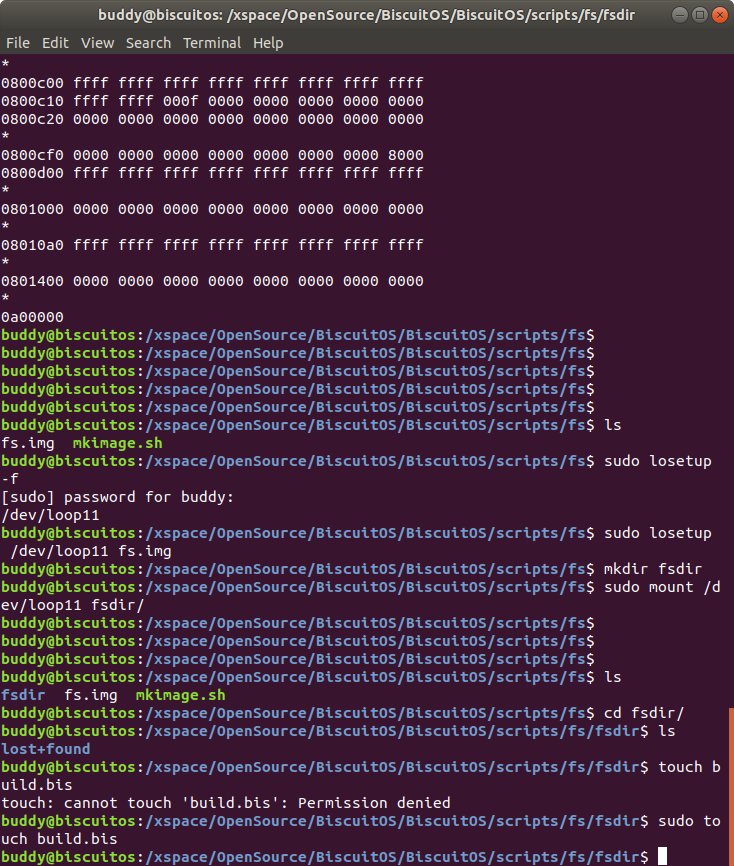 buddy@biscuitos: /xspace/OpenSource/BiscuitOS/BiscuitOS/scripts/fs/fsdir
File Edit View Search Terminal Help
*
0800c00 ffff ffff ffff ffff ffff ffff ffff ffff
0800c10 ffff ffff 000f 0000 0000 0000 0000 0000
0800c20 0000 0000 0000 0000 0000 0000 0000 0000
*
0800cf0 0000 0000 0000 0000 0000 0000 0000 8000
0800d00 ffff ffff ffff ffff ffff ffff ffff ffff
*
0801000 0000 0000 0000 0000 0000 0000 0000 0000
*
08010a0 ffff ffff ffff ffff ffff ffff ffff ffff
*
0801400 0000 0000 0000 0000 0000 0000 0000 0000
*
0a00000
buddy@biscuitos:/xspace/OpenSource/BiscuitOS/BiscuitOS/scripts/fs$
buddy@biscuitos:/xspace/OpenSource/BiscuitOS/BiscuitOS/scripts/fs$
buddy@biscuitos:/xspace/OpenSource/BiscuitOS/BiscuitOS/scripts/fs$
buddy@biscuitos:/xspace/OpenSource/BiscuitOS/BiscuitOS/scripts/fs$
buddy@biscuitos:/xspace/OpenSource/BiscuitOS/BiscuitOS/scripts/fs$
buddy@biscuitos:/xspace/OpenSource/BiscuitOS/BiscuitOS/scripts/fs$ ls
fs.img  mkimage.sh
buddy@biscuitos:/xspace/OpenSource/BiscuitOS/BiscuitOS/scripts/fs$ sudo losetup
-f
[sudo] password for buddy:
/dev/loop11
buddy@biscuitos:/xspace/OpenSource/BiscuitOS/BiscuitOS/scripts/fs$ sudo losetup
 /dev/loop11 fs.img
buddy@biscuitos:/xspace/OpenSource/BiscuitOS/BiscuitOS/scripts/fs$ mkdir fsdir
buddy@biscuitos:/xspace/OpenSource/BiscuitOS/BiscuitOS/scripts/fs$ sudo mount /d
ev/loop11 fsdir/
buddy@biscuitos:/xspace/OpenSource/BiscuitOS/BiscuitOS/scripts/fs$
buddy@biscuitos:/xspace/OpenSource/BiscuitOS/BiscuitOS/scripts/fs$
buddy@biscuitos:/xspace/OpenSource/BiscuitOS/BiscuitOS/scripts/fs$
buddy@biscuitos:/xspace/OpenSource/BiscuitOS/BiscuitOS/scripts/fs$ ls
fsdir  fs.img  mkimage.sh
buddy@biscuitos:/xspace/OpenSource/BiscuitOS/BiscuitOS/scripts/fs$ cd fsdir/
buddy@biscuitos:/xspace/OpenSource/BiscuitOS/BiscuitOS/scripts/fs/fsdir$ ls
lost+found
buddy@biscuitos:/xspace/OpenSource/BiscuitOS/BiscuitOS/scripts/fs/fsdir$ touch b
uild.bis
touch: cannot touch 'build.bis': Permission denied
buddy@biscuitos:/xspace/OpenSource/BiscuitOS/BiscuitOS/scripts/fs/fsdir$ sudo to
uch build.bis
buddy@biscuitos:/xspace/OpenSource/BiscuitOS/BiscuitOS/scripts/fs/fsdir$